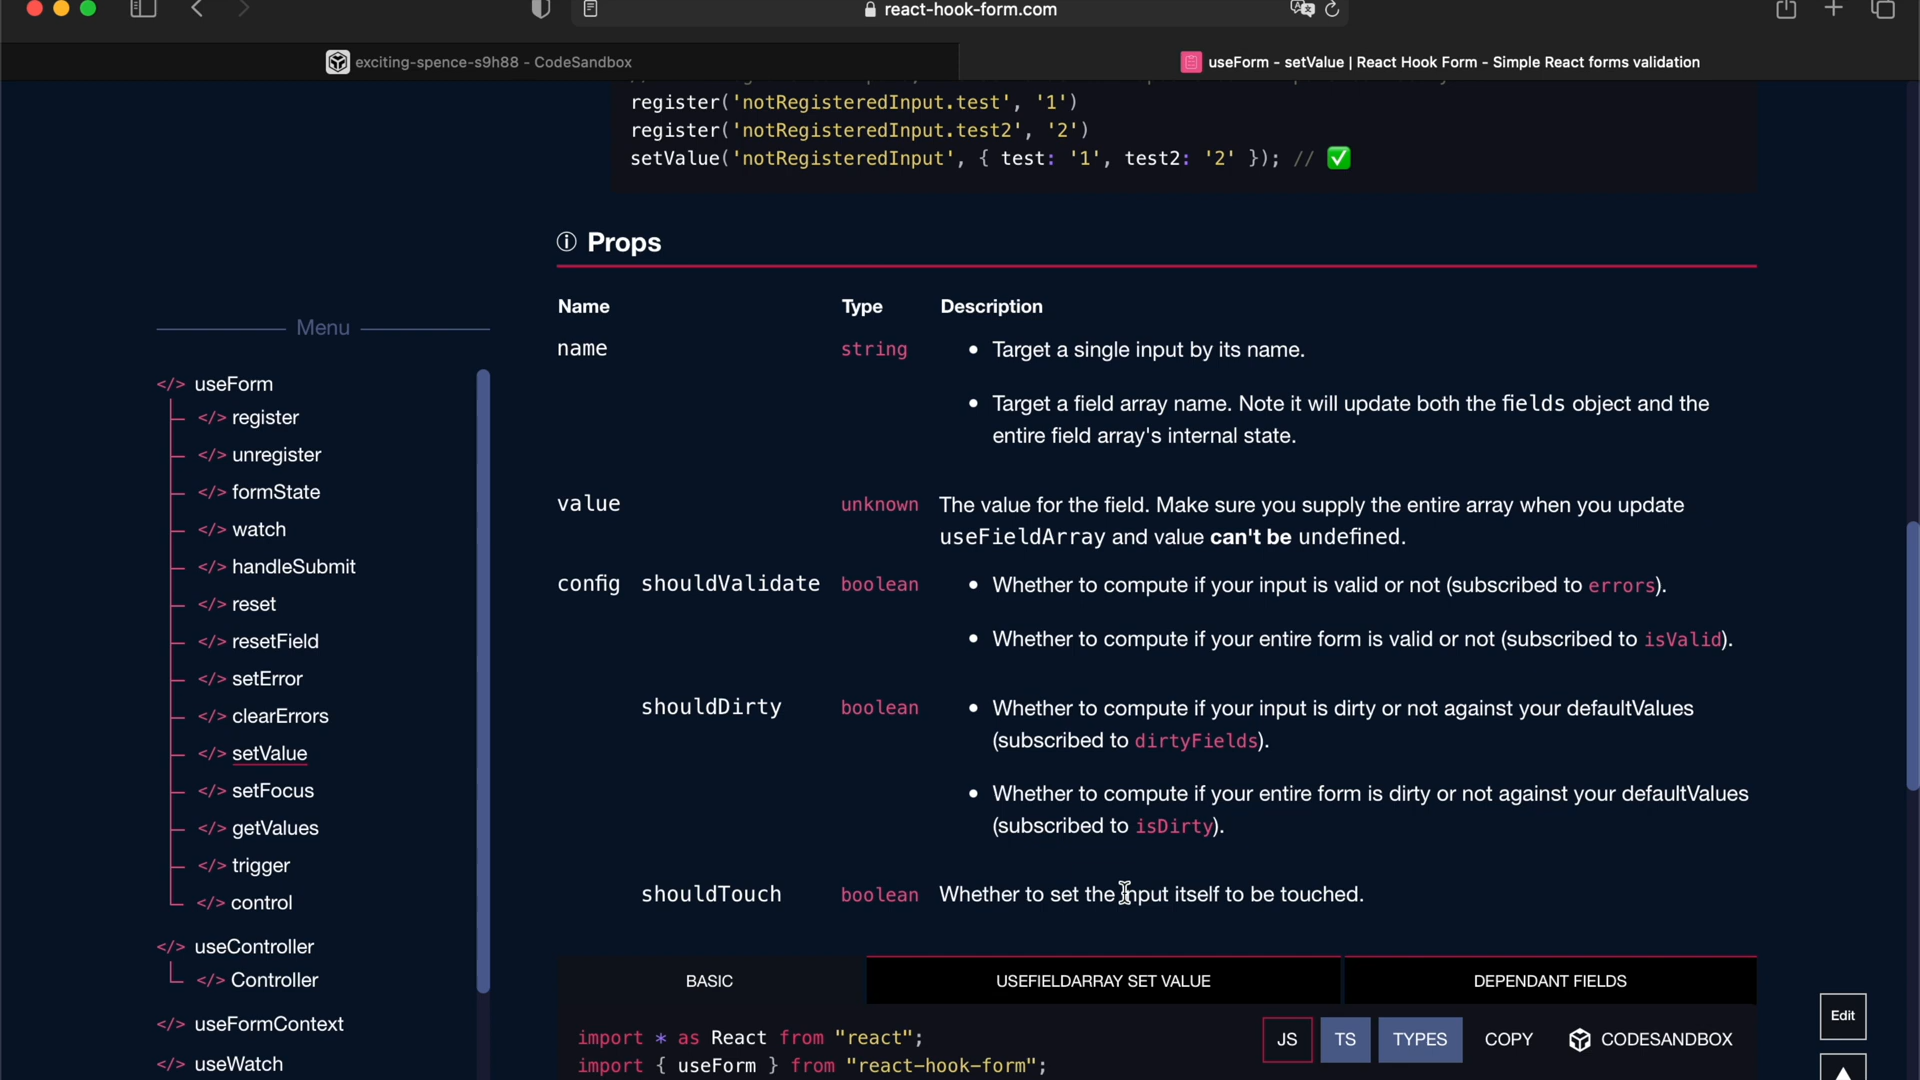 react-hook-form.com
exciting-spence-s9h88 - CodeSandbox
useForm - setValue | React Hook Form - Simple React forms validation
register('notRegisteredInput.test', '1')
register('notRegisteredInput.test2', '2')
setValue('notRegisteredInput', { test: '1', test2: '2' }); // ✅
Props
Name Type Description
name string • Target a single input by its name.
• Target a field array name. Note it will update both the fields object and the
entire field array's internal state.
value unknown The value for the field. Make sure you supply the entire array when you update
useFieldArray and value can't be undefined.
config shouldValidate boolean • Whether to compute if your input is valid or not (subscribed to errors).
• Whether to compute if your entire form is valid or not (subscribed to isValid).
shouldDirty boolean • Whether to compute if your input is dirty or not against your defaultValues
(subscribed to dirtyFields).
• Whether to compute if your entire form is dirty or not against your defaultValues
(subscribed to isDirty).
shouldTouch boolean Whether to set the input itself to be touched.
Menu
</> useForm
</> register
</> unregister
</> formState
</> watch
</> handleSubmit
</> reset
</> resetField
</> setError
</> clearErrors
</> setValue
</> setFocus
</> getValues
</> trigger
</> control
</> useController
</> Controller
</> useFormContext
</> useWatch
BASIC USEFIELDARRAY SET VALUE DEPENDANT FIELDS
JS TS TYPES COPY CODESANDBOX
import * as React from "react";
import { useForm } from "react-hook-form";
Edit